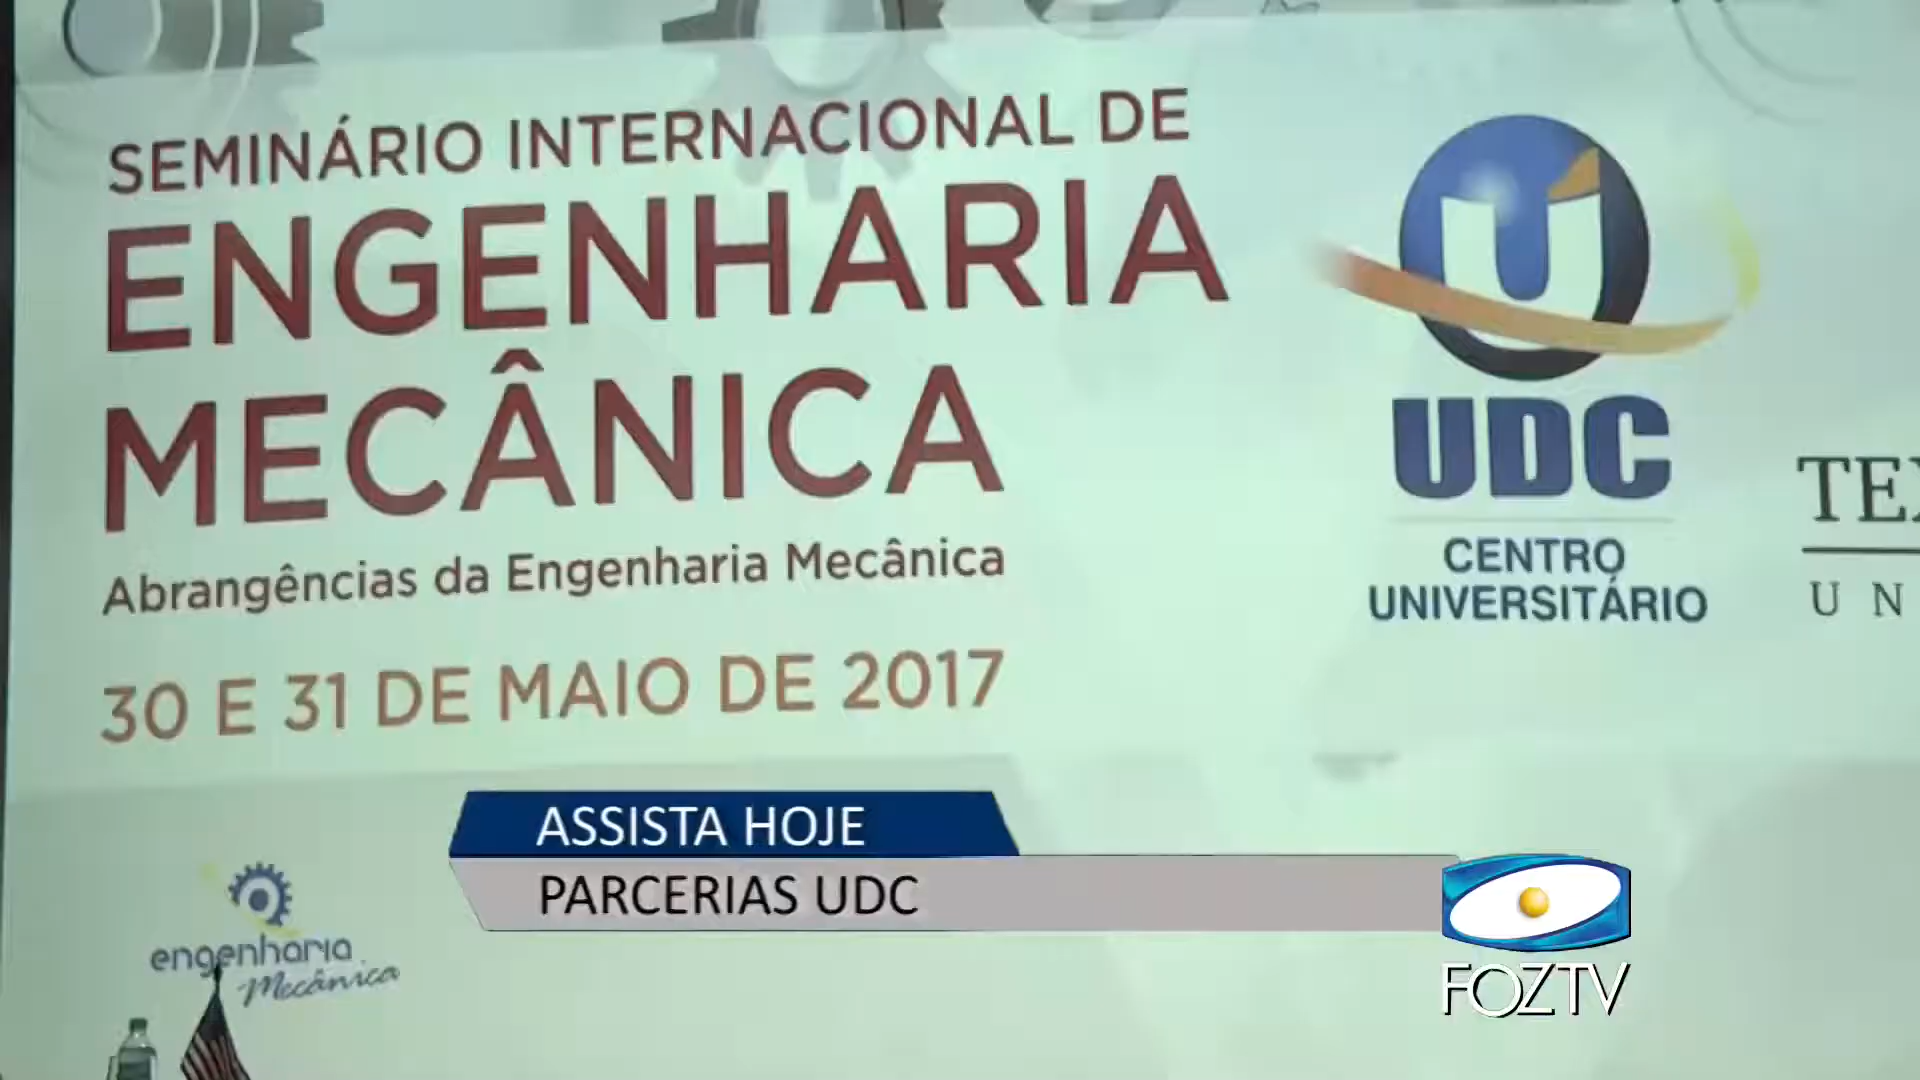 SEMINÁRIO INTERNACIONAL DE
ENGENHARIA
MECÂNICA
Abrangências da Engenharia Mecânica
30 E 31 DE MAIO DE 2017
UDC
CENTRO
UNIVERSITÁRIO
engenharia
Mecânica
ASSISTA HOJE
PARCERIAS UDC
FOZTV